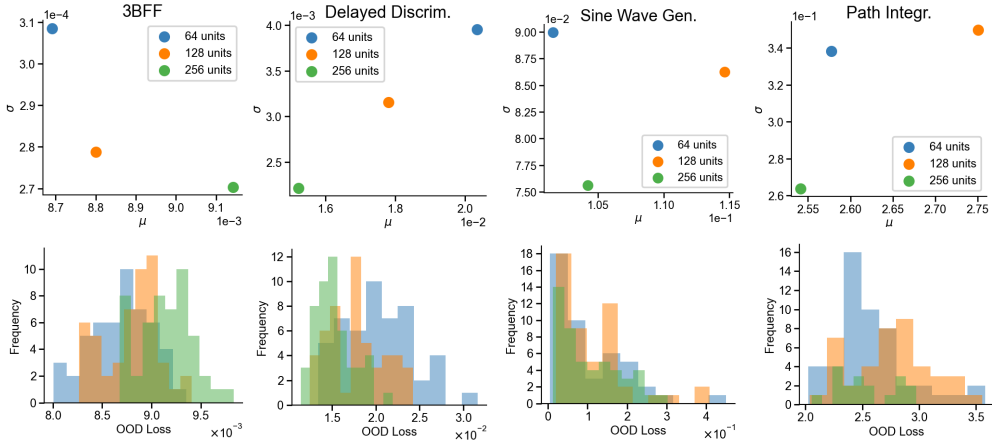 3BFF
1e−4
3.1
3.0
2.9
2.8
2.7
σ
8.7
8.8
8.9
9.0
9.1
μ
1e−3
64 units
128 units
256 units
Delayed Discrim.
1e−3
4.0
3.5
3.0
2.5
σ
1.6
1.8
2.0
μ
1e−2
64 units
128 units
256 units
Sine Wave Gen.
1e−2
9.00
8.75
8.50
8.25
8.00
7.75
7.50
σ
1.05
1.10
1.15
μ
1e−1
64 units
128 units
256 units
Path Integr.
1e−1
3.4
3.2
3.0
2.8
2.6
σ
2.55
2.60
2.65
2.70
2.75
μ
64 units
128 units
256 units
10
8
6
4
2
0
Frequency
8.0
8.5
9.0
9.5
OOD Loss
×10⁻³
12
10
8
6
4
2
0
Frequency
1.5
2.0
2.5
3.0
OOD Loss
×10⁻²
18
16
14
12
10
8
6
4
2
0
Frequency
0
1
2
3
4
OOD Loss
×10⁻¹
16
14
12
10
8
6
4
2
0
Frequency
2.0
2.5
3.0
3.5
OOD Loss